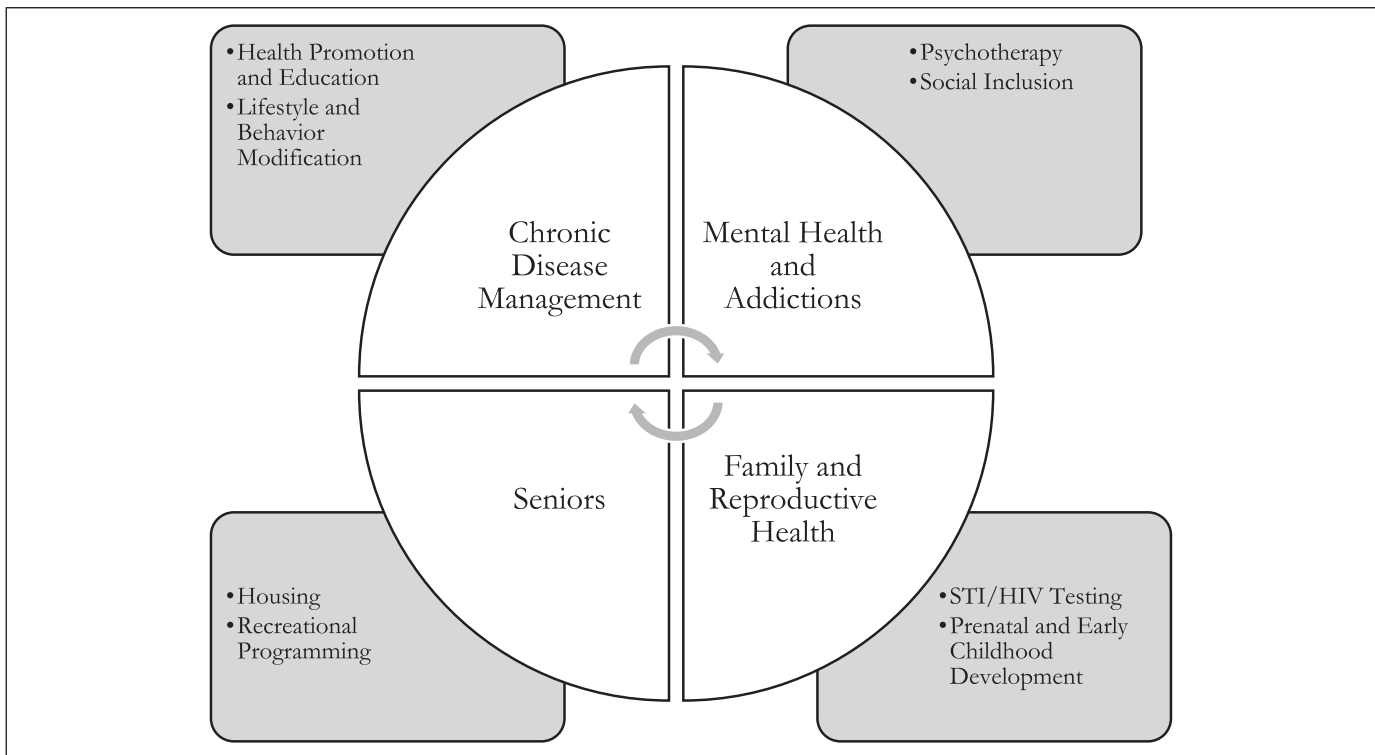 •Health Promotion
and Education
•Lifestyle and
Behavior
Modification
•Psychotherapy
•Social Inclusion
Chronic
Disease
Management
Mental Health
and
Addictions
Seniors
Family and
Reproductive
Health
•Housing
•Recreational
Programming
•STI/HIV Testing
•Prenatal and Early
Childhood
Development